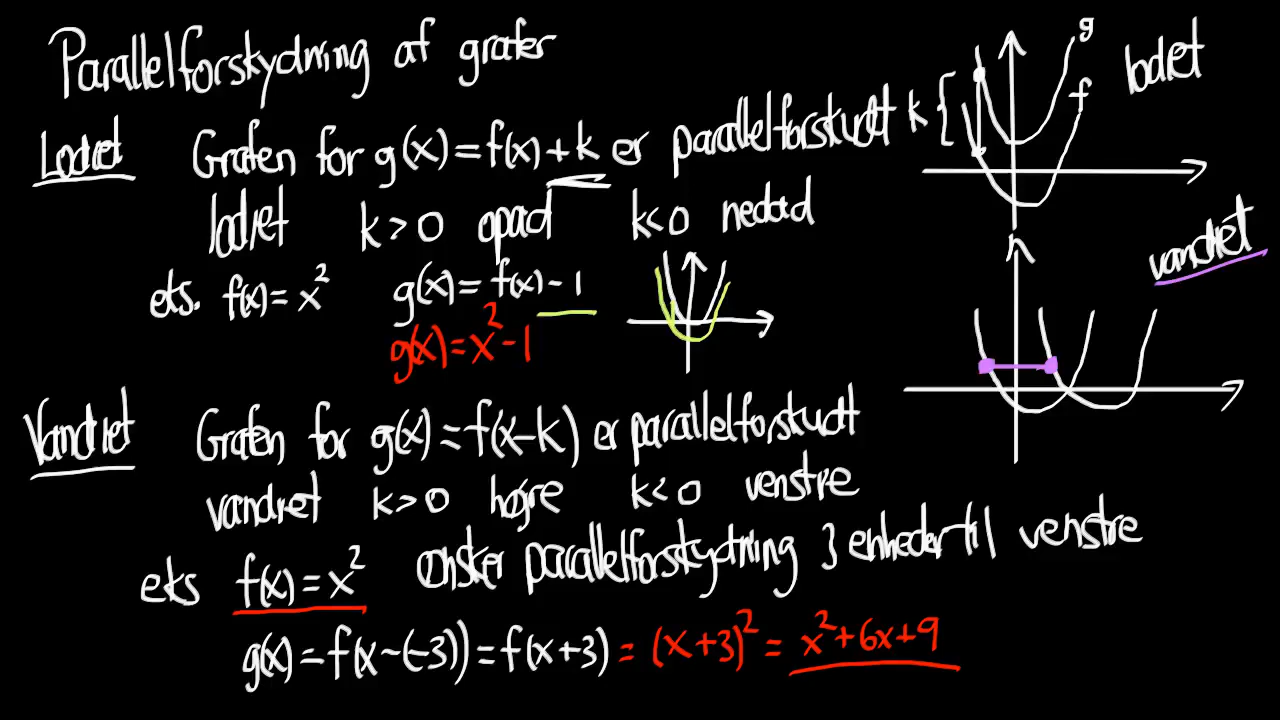 Parallelforskydning af grafer
Lodret Grafen for g(x) = f(x) + k er parallelforskudt
lodret k > 0 opad k < 0 nedad
eks. f(x) = x² g(x) = f(x) - 1
g(x) = x² - 1
Vandret Grafen for g(x) = f(x-k) er parallelforskudt
vandret k > 0 højre k < 0 venstre
eks f(x) = x² ønsker parallelforskydning 3 enheder til venstre
g(x) = f(x-(-3)) = f(x+3) = (x+3)² = x²+6x+9
g
f
k
lodret
vandret